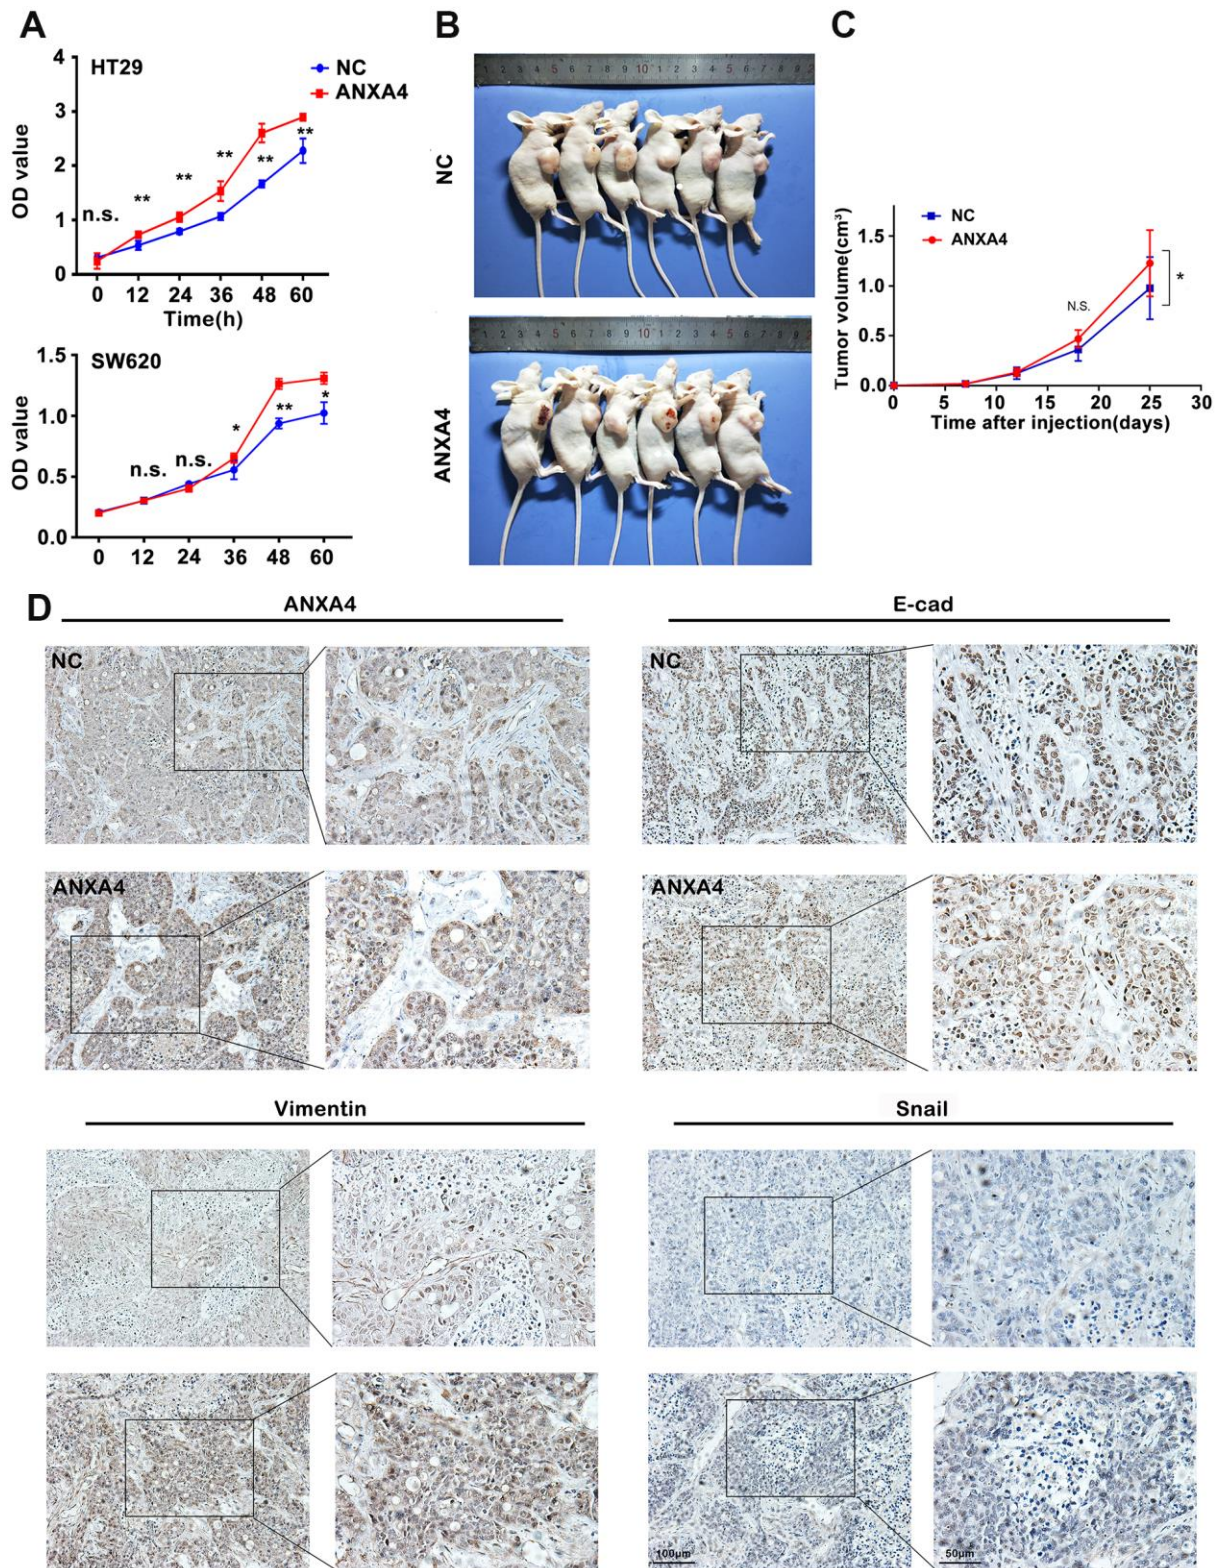 A
HT29
NC
ANXA4
OD value
4
3
2
1
0
n.s.
**
**
**
**
**
0 12 24 36 48 60
Time(h)
SW620
OD value
1.5
1.0
0.5
0.0
n.s.
n.s.
*
**
*
0 12 24 36 48 60
B
NC
ANXA4
C
NC
ANXA4
Tumor volume(cm³)
1.5
1.0
0.5
0.0
N.S.
*
0 5 10 15 20 25 30
Time after injection(days)
D
ANXA4
E-cad
NC
NC
ANXA4
ANXA4
Vimentin
Snail
100μm
50μm